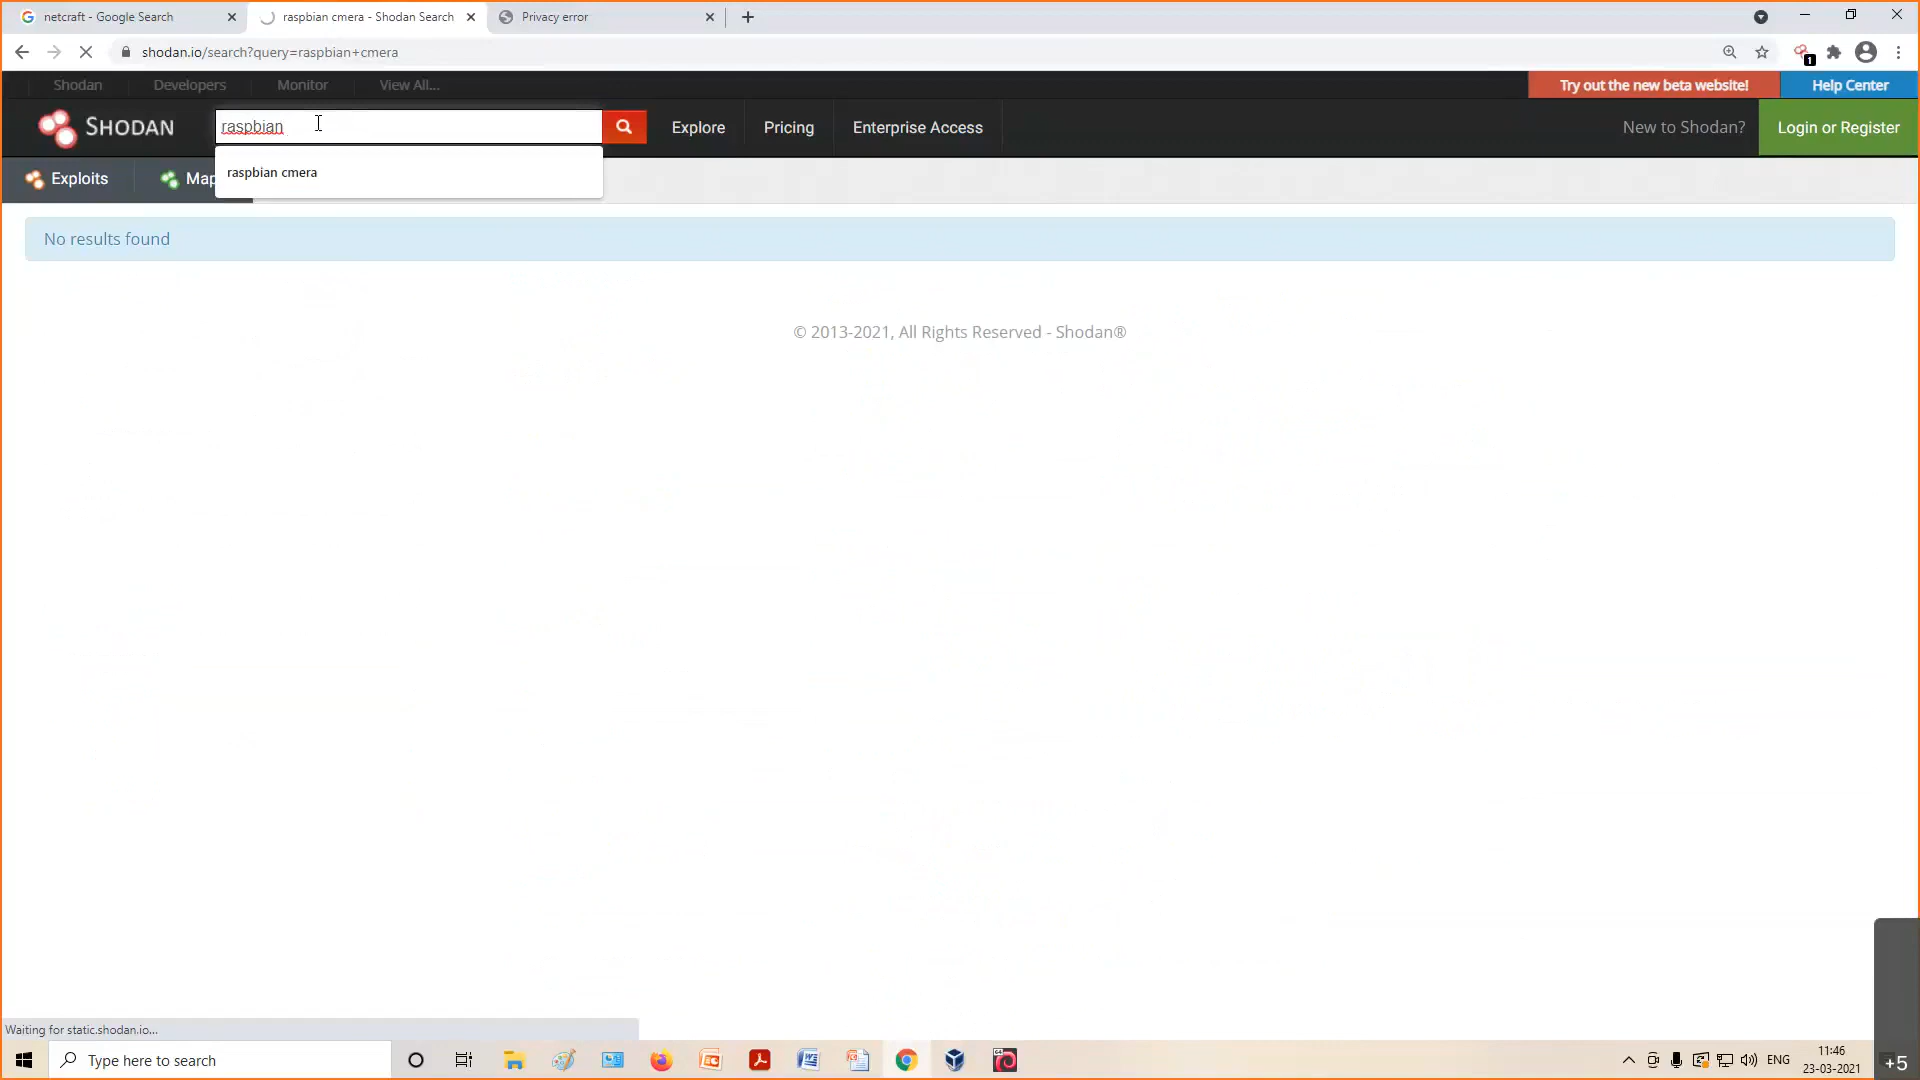 netcraft - Google Search
raspbian cmera - Shodan Search
Privacy error
shodan.io/search?query=raspbian+cmera
1
Shodan
Developers
Monitor
View All...
Try out the new beta website!
Help Center
SHODAN
raspbian
Explore
Pricing
Enterprise Access
New to Shodan?
Login or Register
raspbian cmera
Exploits
Map
No results found
© 2013-2021, All Rights Reserved - Shodan®
Waiting for static.shodan.io...
Type here to search
ENG
11:46
23-03-2021
+5